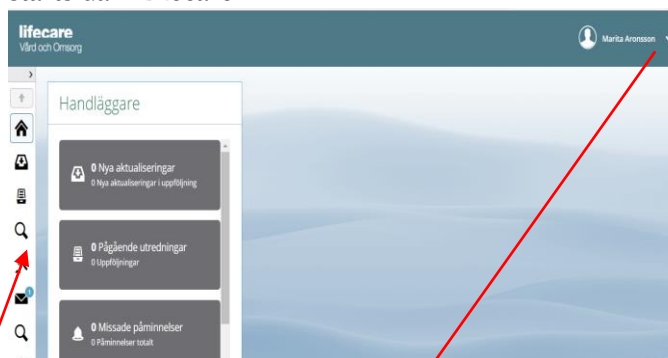 lifecare
Vård och Omsorg
Marita Aronsson
Handläggare
0 Nya aktualiseringar
0 Nya aktualiseringar i uppföljning
0 Pågående utredningar
0 Uppföljningar
0 Missade påminnelser
0 Påminnelser totalt
1